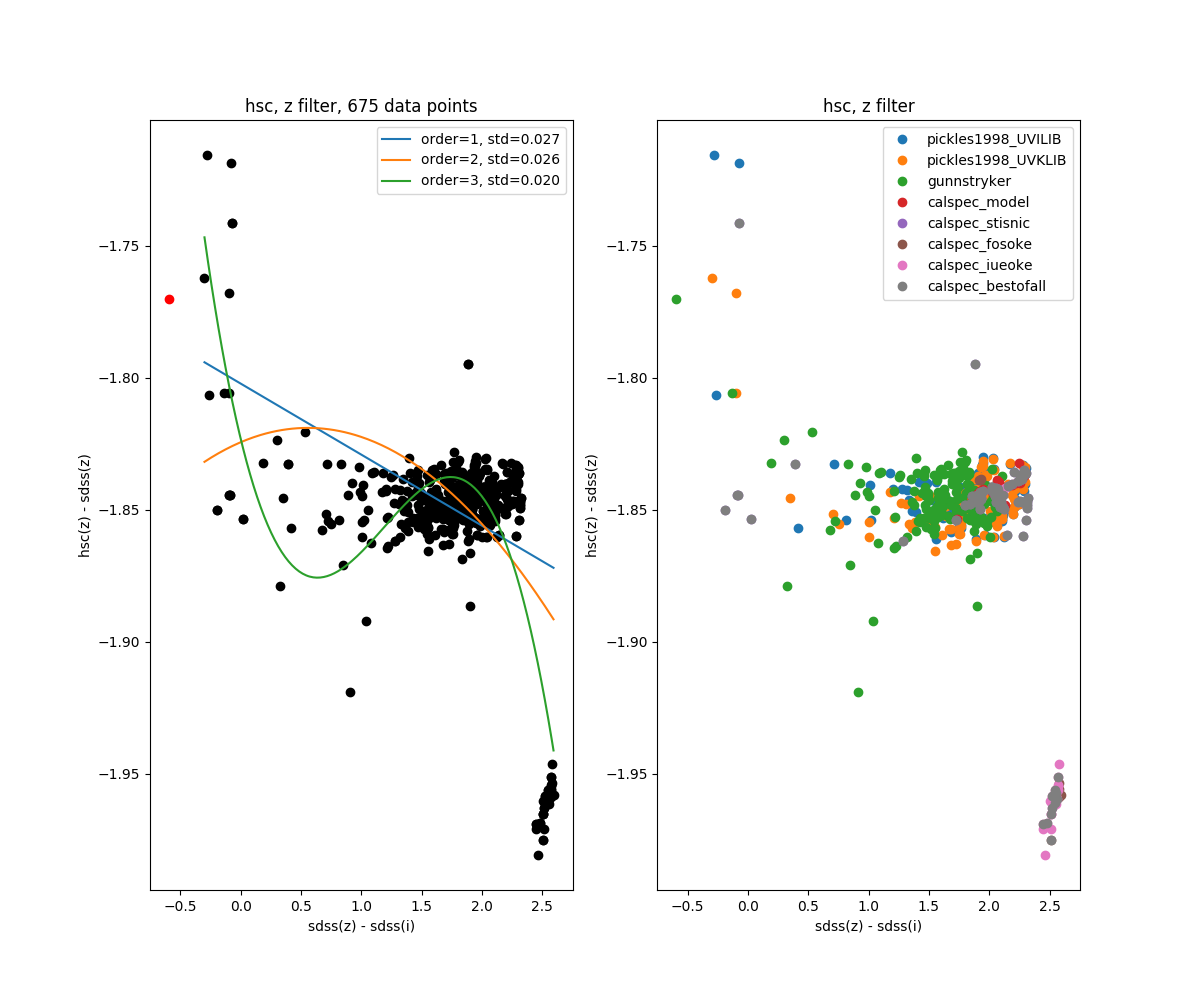 hsc, z filter, 675 data points
order=1, std=0.027
order=2, std=0.026
order=3, std=0.020
−1.75
−1.80
−1.85
−1.90
−1.95
hsc(z) - sdss(z)
−0.5 0.0 0.5 1.0 1.5 2.0 2.5
sdss(z) - sdss(i)
hsc, z filter
pickles1998_UVILIB
pickles1998_UVKLIB
gunnstryker
calspec_model
calspec_stisnic
calspec_fosoke
calspec_iueoke
calspec_bestofall
−1.75
−1.80
−1.85
−1.90
−1.95
hsc(z) - sdss(z)
−0.5 0.0 0.5 1.0 1.5 2.0 2.5
sdss(z) - sdss(i)